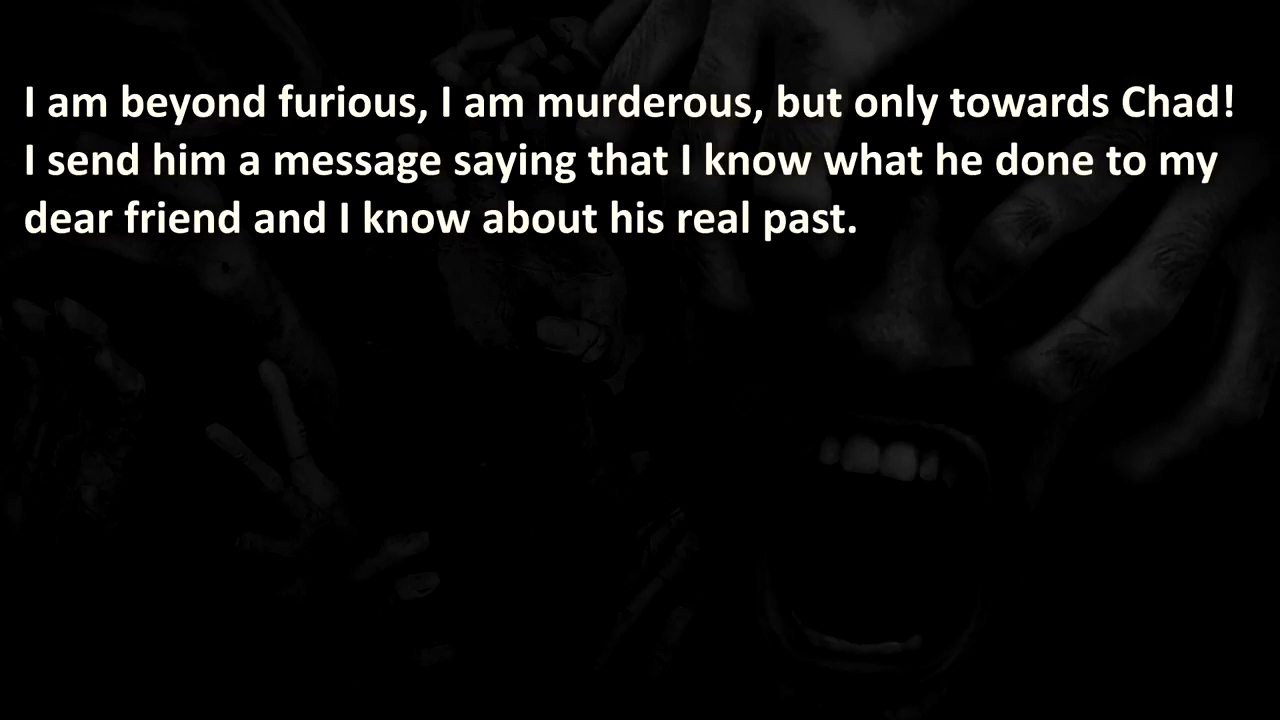 I am beyond furious, I am murderous, but only towards Chad!
I send him a message saying that I know what he done to my
dear friend and I know about his real past.